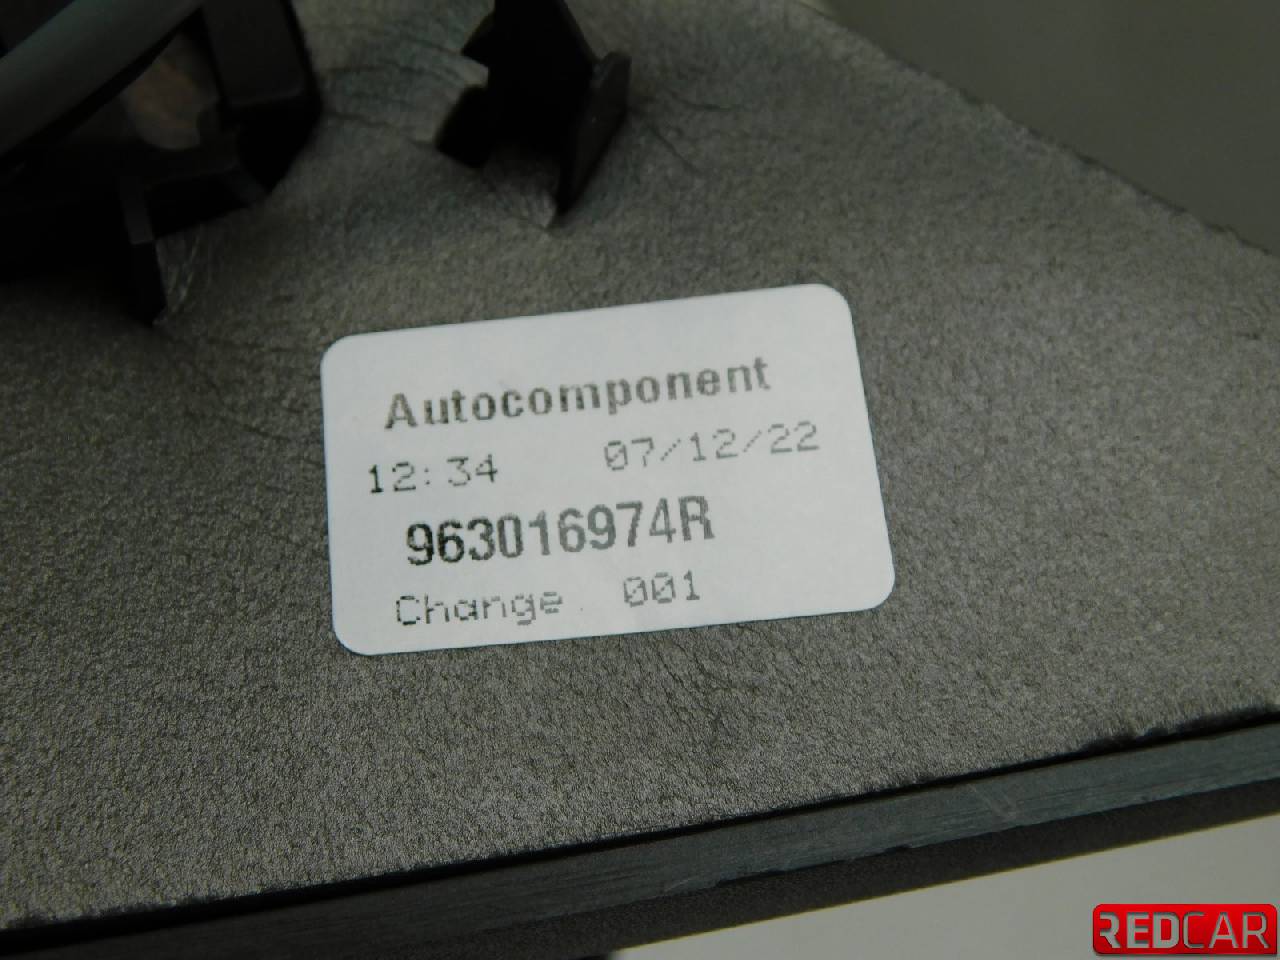 Autocomponent
12:34 07/12/22
963016974R
Change 001
REDCAR